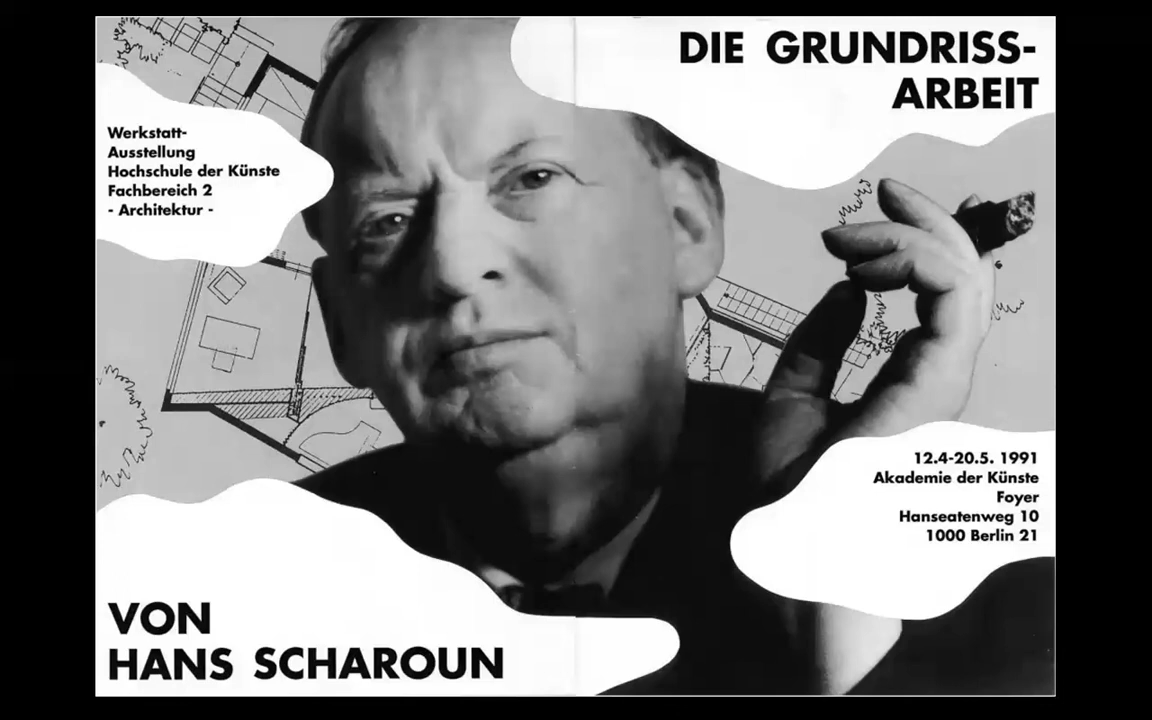 DIE GRUNDRISS-
ARBEIT
Werkstatt-
Ausstellung
Hochschule der Künste
Fachbereich 2
- Architektur -
12.4-20.5. 1991
Akademie der Künste
Foyer
Hanseatenweg 10
1000 Berlin 21
VON
HANS SCHAROUN